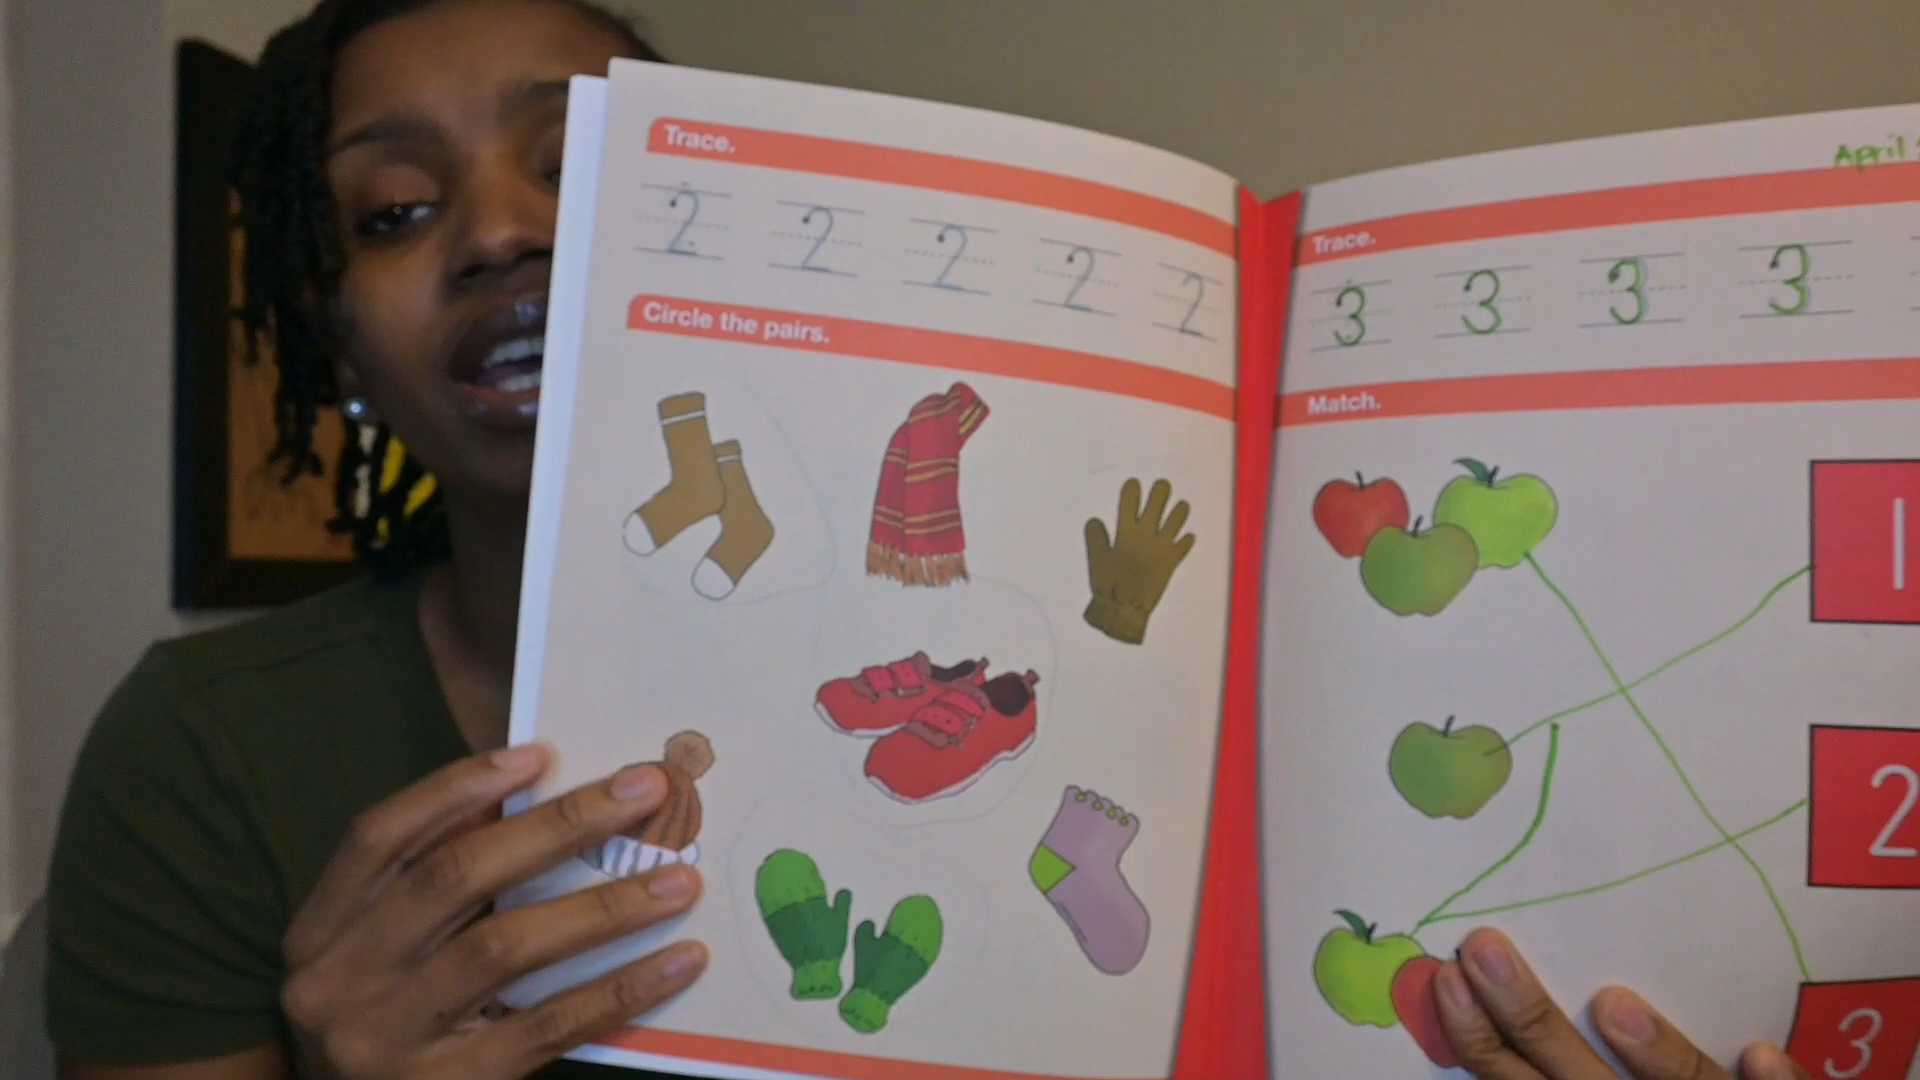 Trace.
2 2 2 2 2
Circle the pairs.
April
Trace.
3 3 3 3
Match.
1
2
3